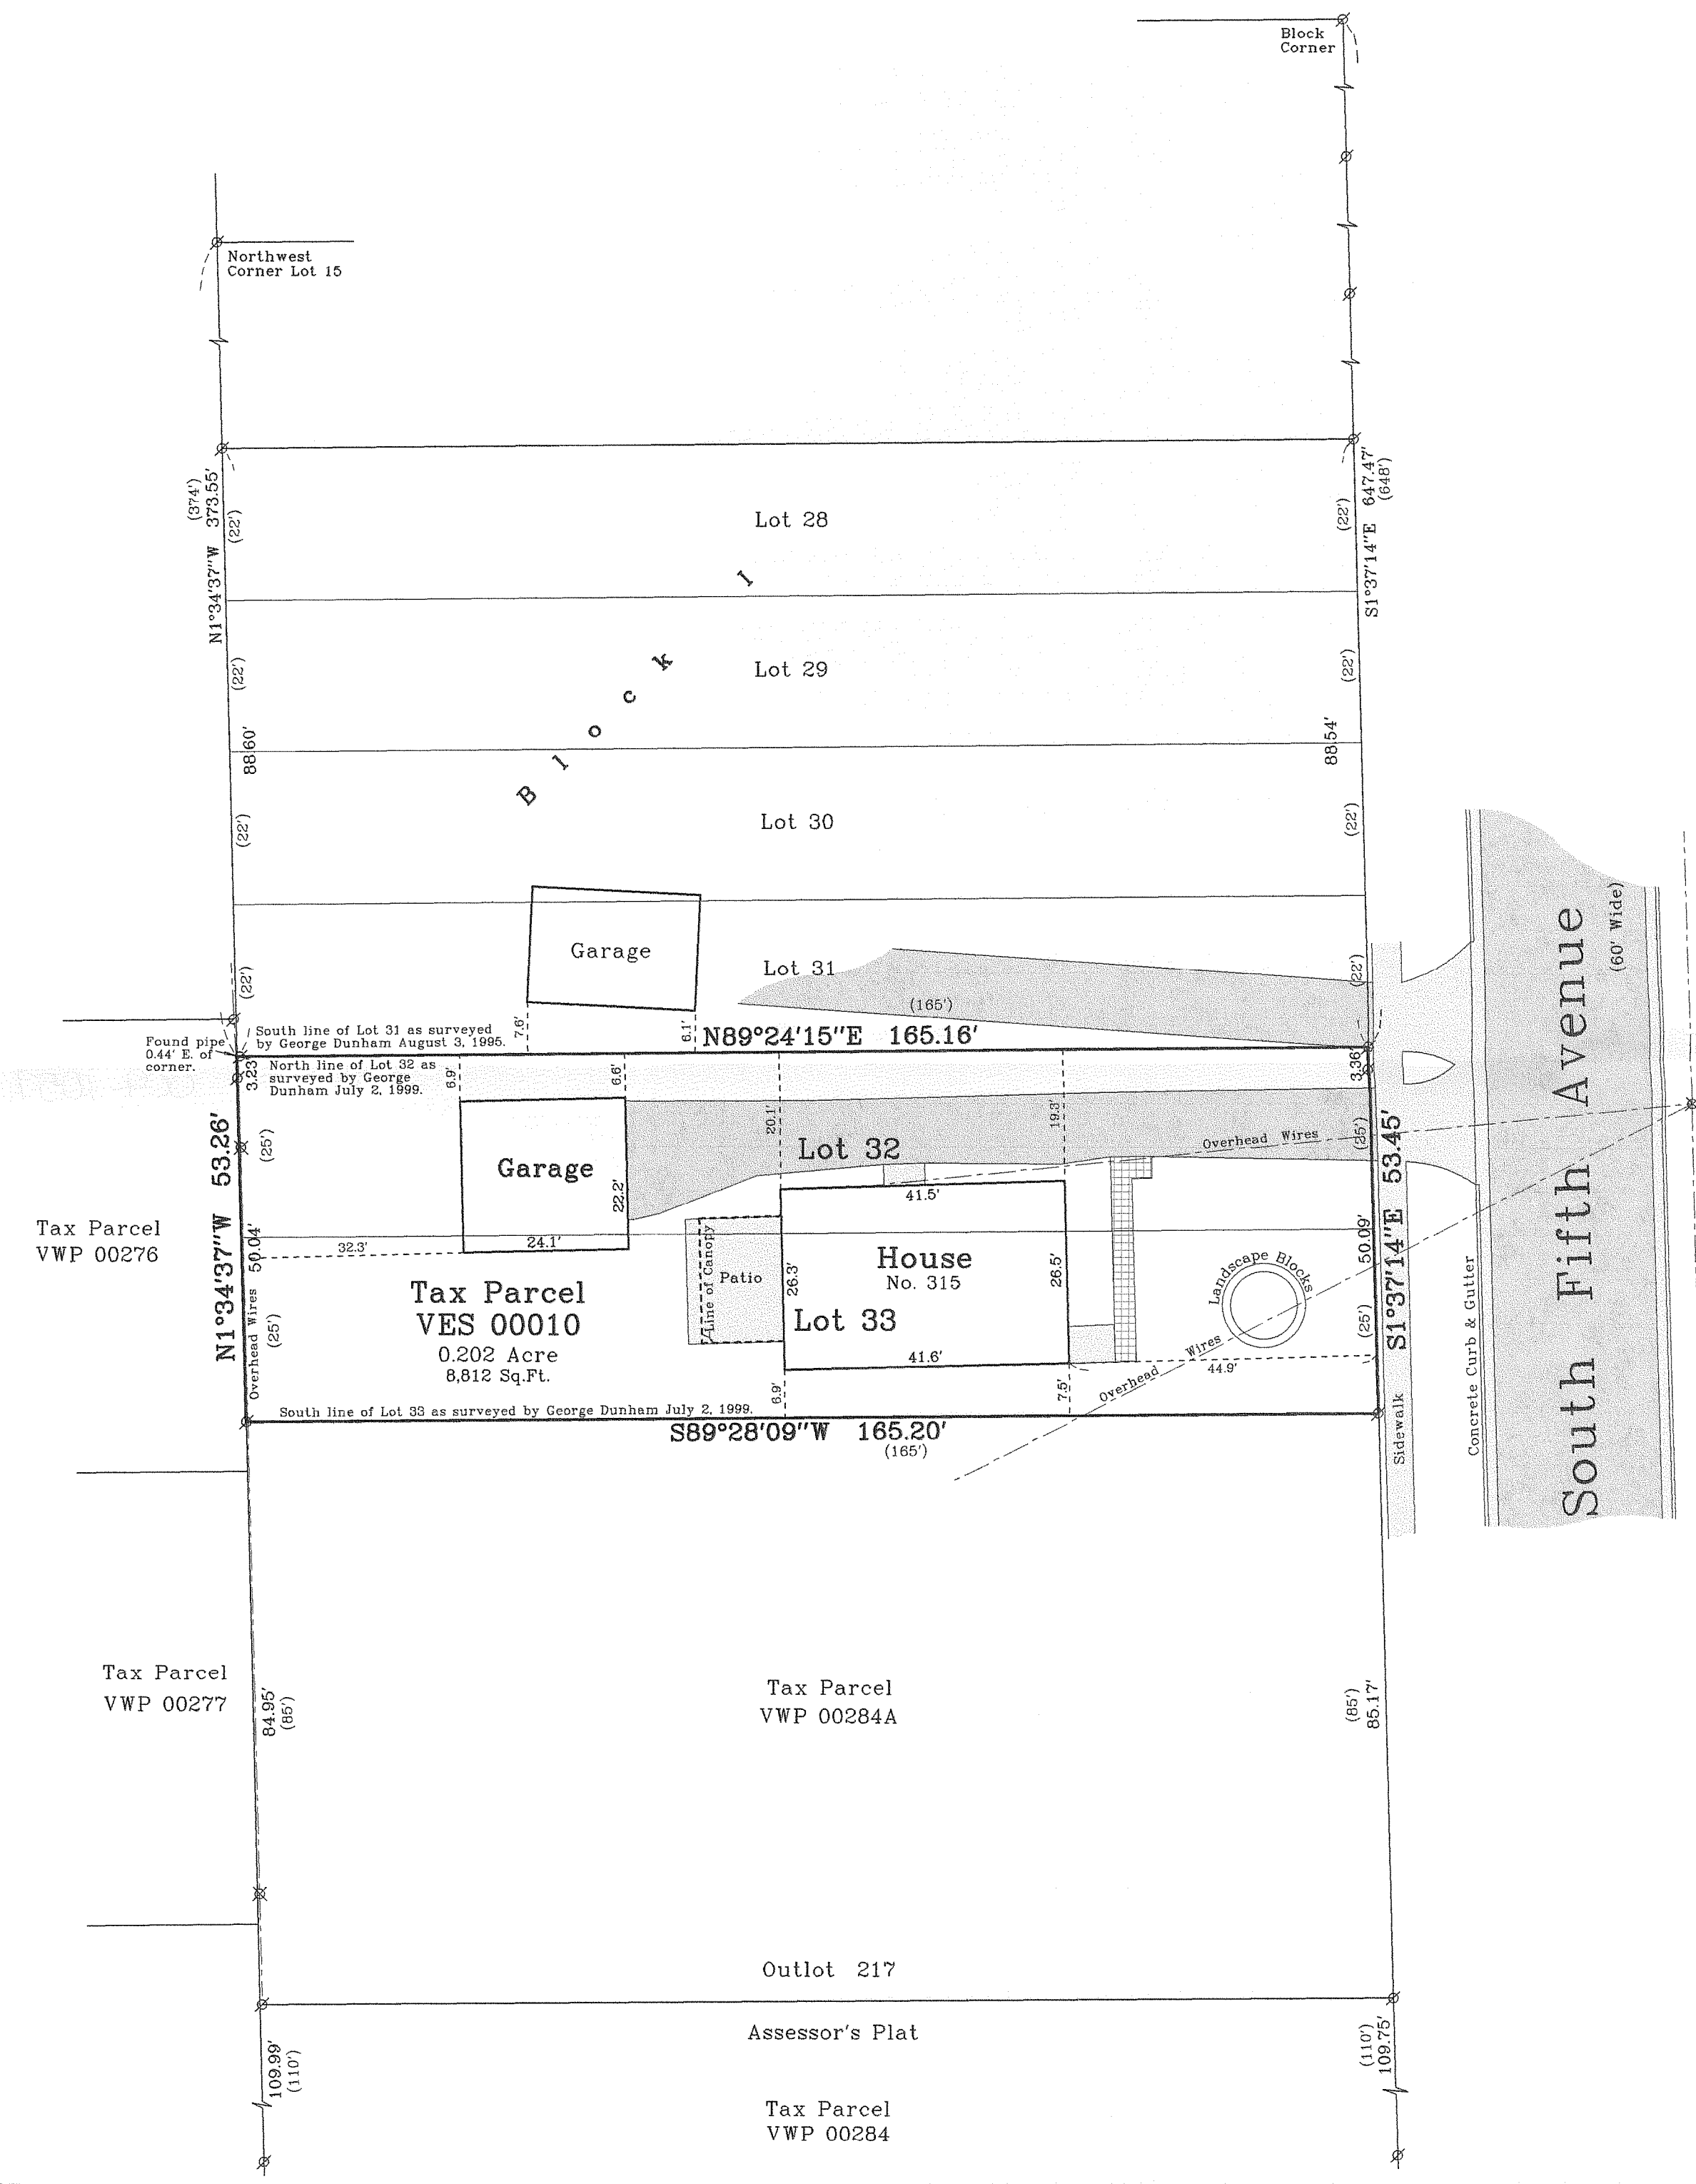 Block
Corner
Northwest
Corner Lot 15
(374')
N1°34'37"W 373.55'
(22')
Lot 28
(22')
S1°37'14"E 647.47'
(648')
Block 1
(22')
Lot 29
(22')
88.60'
88.54'
(22')
Lot 30
(22')
Garage
Lot 31
(22')
(22')
(165')
7.6'
6.1'
South line of Lot 31 as surveyed
by George Dunham August 3, 1995.
N89°24'15"E 165.16'
Found pipe
0.44' E. of
corner.
3.23'
North line of Lot 32 as
surveyed by George
Dunham July 2, 1999.
6.9'
6.6'
20.1'
19.3'
3.36'
N1°34'37"W 53.26'
(25')
Garage
22.2'
Lot 32
Overhead Wires
(25')
S1°37'14"E 53.45'
41.5'
Tax Parcel
VWP 00276
50.04'
32.3'
24.1'
Line of Canopy
Patio
26.3'
House
No. 315
26.5'
Landscape Blocks
50.09'
Tax Parcel
VES 00010
0.202 Acre
8,812 Sq.Ft.
Overhead Wires
(25')
Lot 33
41.6'
(25')
44.9'
Overhead Wires
6.9'
7.5'
South line of Lot 33 as surveyed by George Dunham July 2, 1999.
S89°28'09"W 165.20'
(165')
Sidewalk
Concrete Curb & Gutter
South Fifth Avenue
(60' Wide)
Tax Parcel
VWP 00277
84.95'
(85')
Tax Parcel
VWP 00284A
(85')
85.17'
Outlot 217
Assessor's Plat
109.99'
(110')
(110')
109.75'
Tax Parcel
VWP 00284